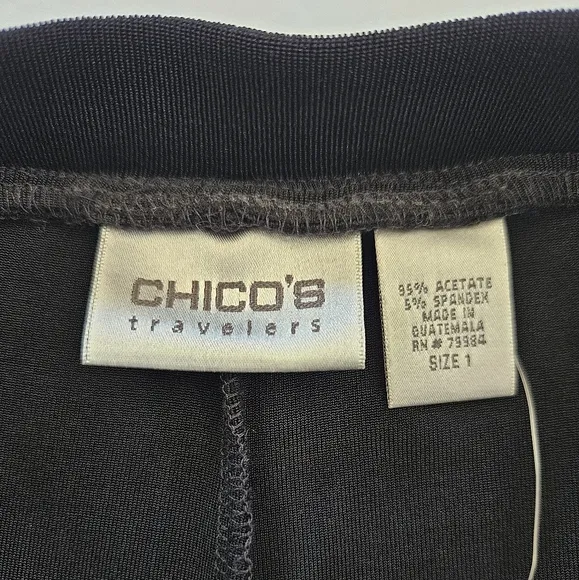 CHICO'S
travelers
95% ACETATE
5% SPANDEX
MADE IN
GUATEMALA
RN # 79984
SIZE 1